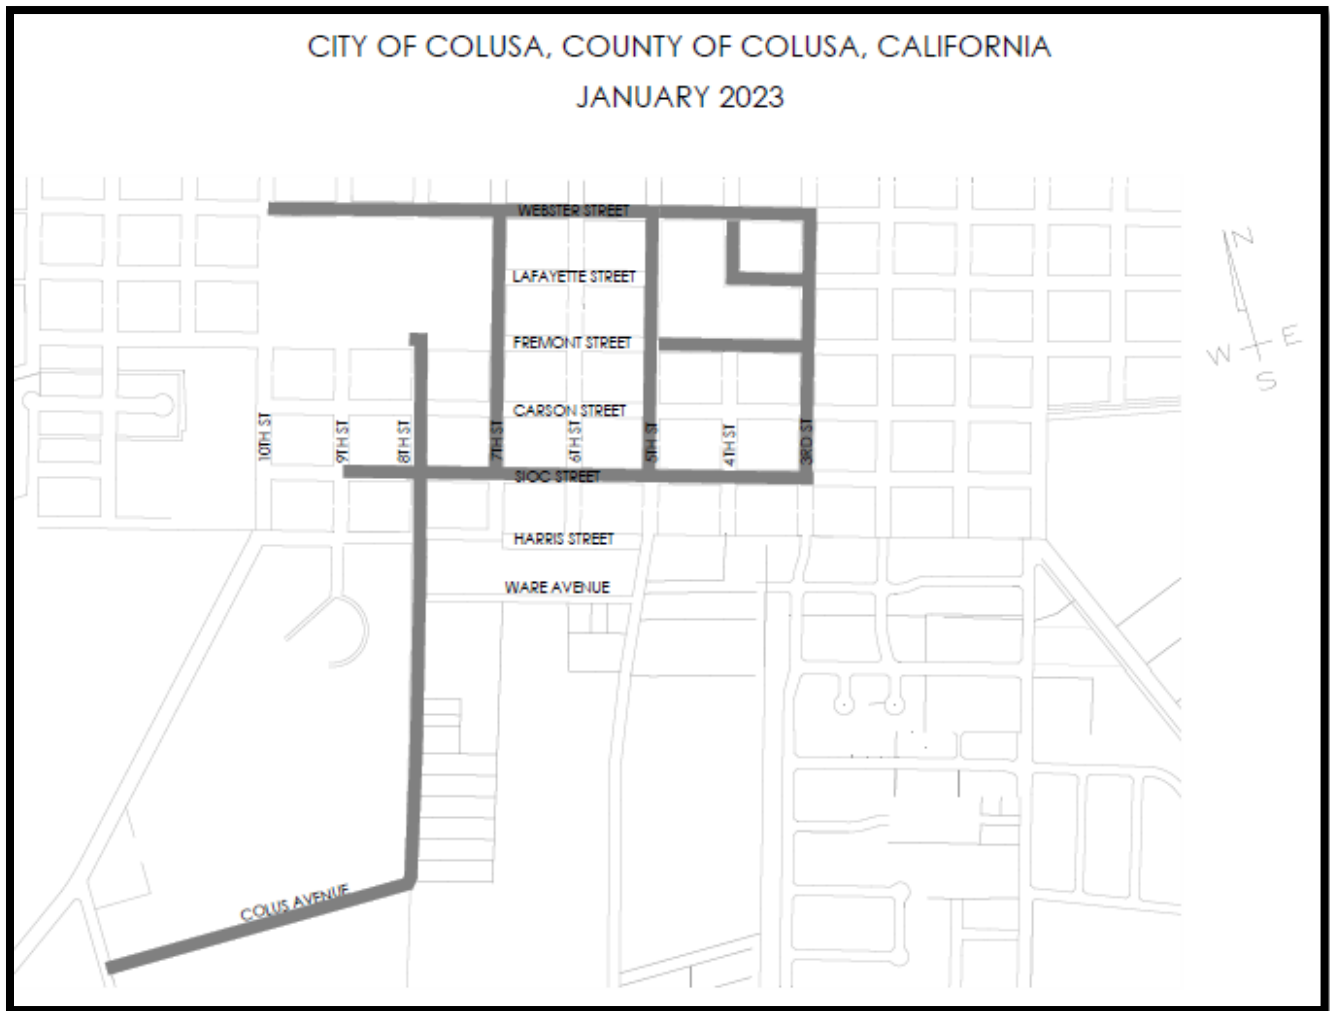 CITY OF COLUSA, COUNTY OF COLUSA, CALIFORNIA
JANUARY 2023
WEBSTER STREET
N
LAFAYETTE STREET
FREMONT STREET
W
E
S
CARSON STREET
10TH ST
9TH ST
8TH ST
7TH ST
6TH ST
5TH ST
4TH ST
3RD ST
SIOC STREET
HARRIS STREET
WARE AVENUE
COLUS AVENUE